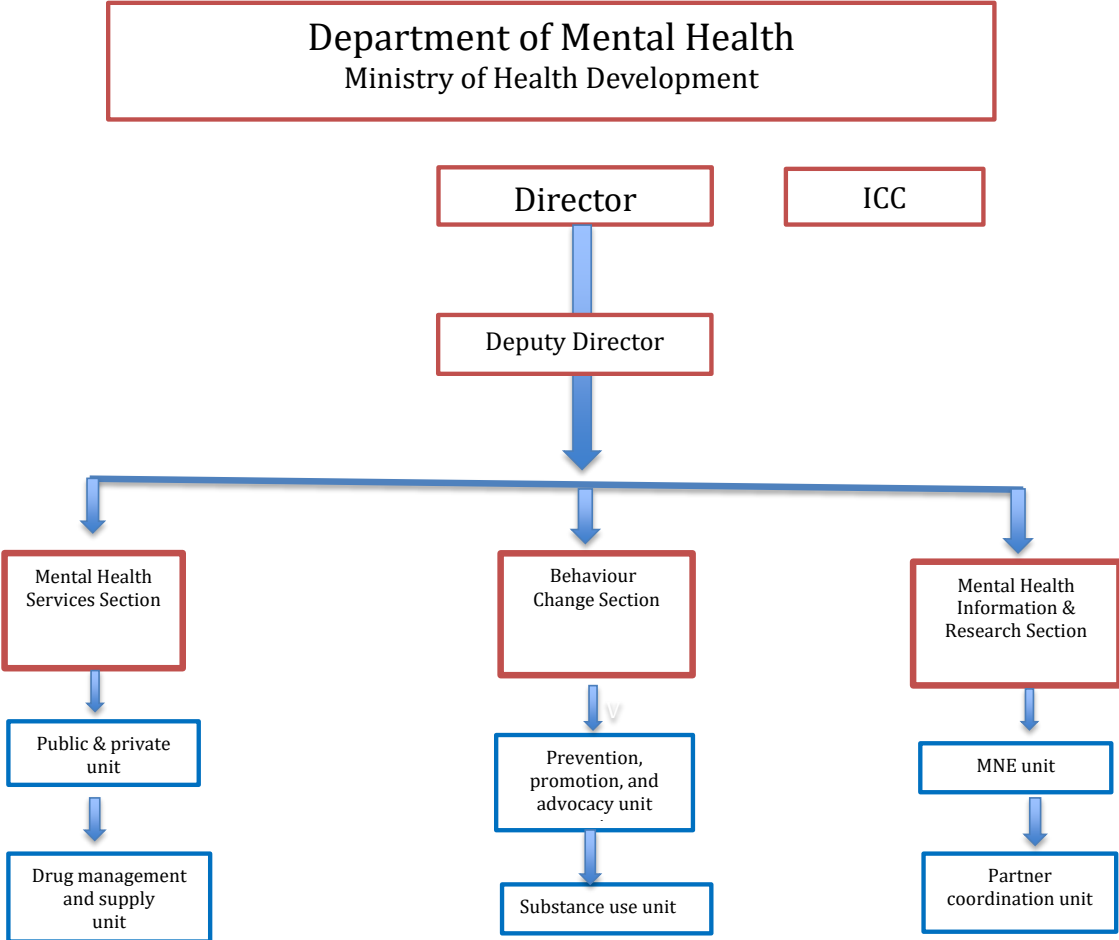 Department of Mental Health
Ministry of Health Development
Director
ICC
Deputy Director
Mental Health
Services Section
Behaviour
Change Section
Mental Health
Information &
Research Section
v
Public & private
unit
Prevention,
promotion, and
advocacy unit
MNE unit
Drug management
and supply
unit
Substance use unit
Partner
coordination unit